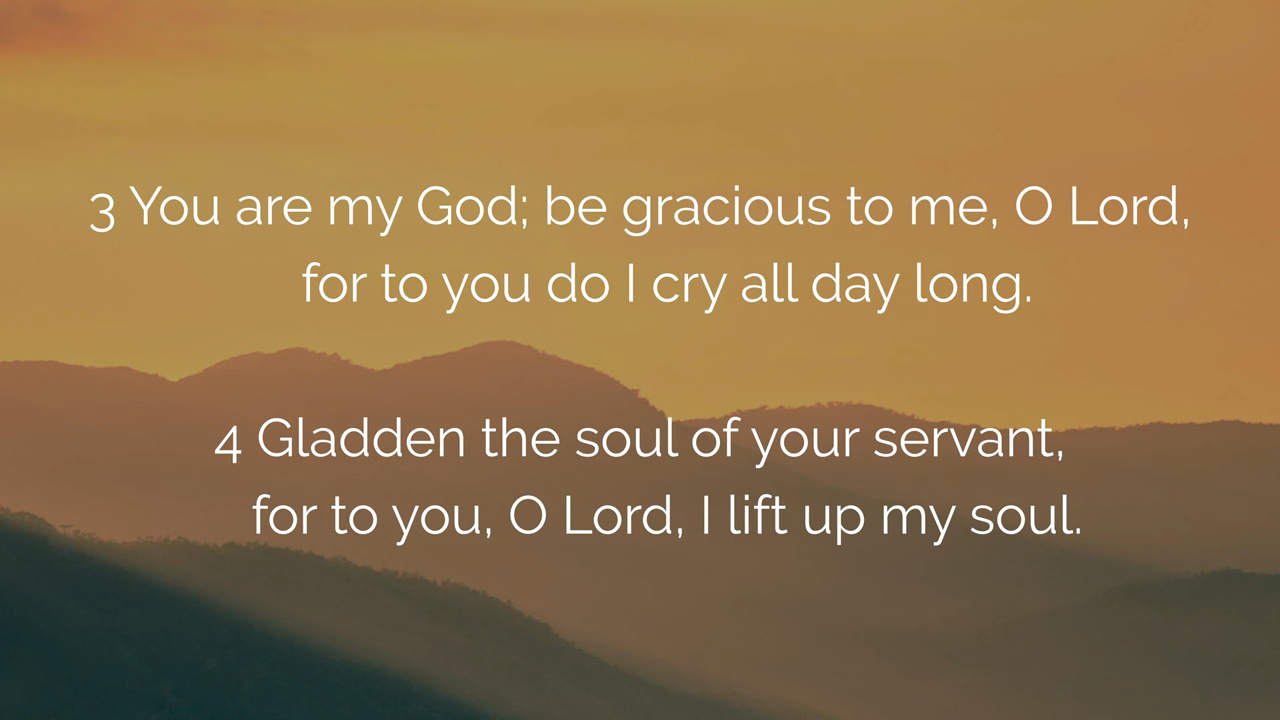 3 You are my God; be gracious to me, O Lord,
for to you do I cry all day long.
4 Gladden the soul of your servant,
for to you, O Lord, I lift up my soul.